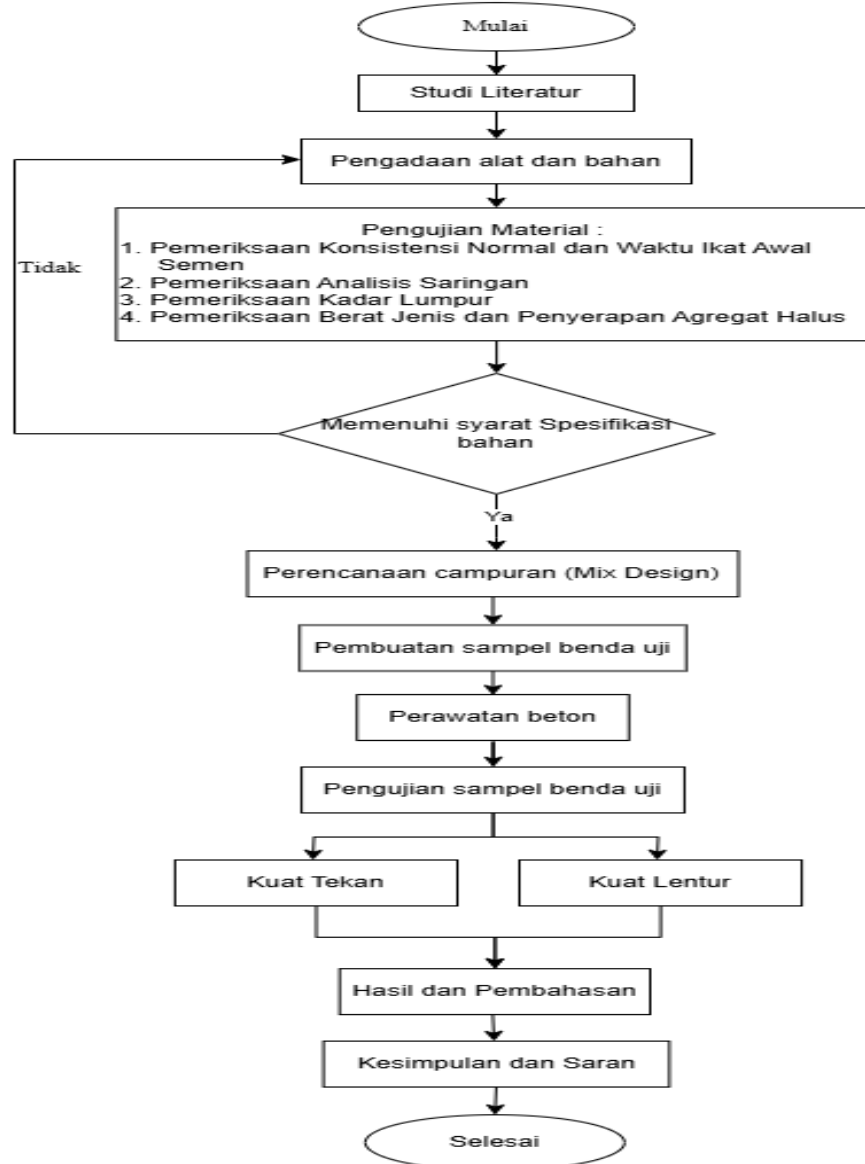 Mulai
Studi Literatur
Pengadaan alat dan bahan
Pengujian Material :
1. Pemeriksaan Konsistensi Normal dan Waktu Ikat Awal
Semen
2. Pemeriksaan Analisis Saringan
3. Pemeriksaan Kadar Lumpur
4. Pemeriksaan Berat Jenis dan Penyerapan Agregat Halus
Tidak
Memenuhi syarat Spesifikasi
bahan
Ya
Perencanaan campuran (Mix Design)
Pembuatan sampel benda uji
Perawatan beton
Pengujian sampel benda uji
Kuat Tekan
Kuat Lentur
Hasil dan Pembahasan
Kesimpulan dan Saran
Selesai